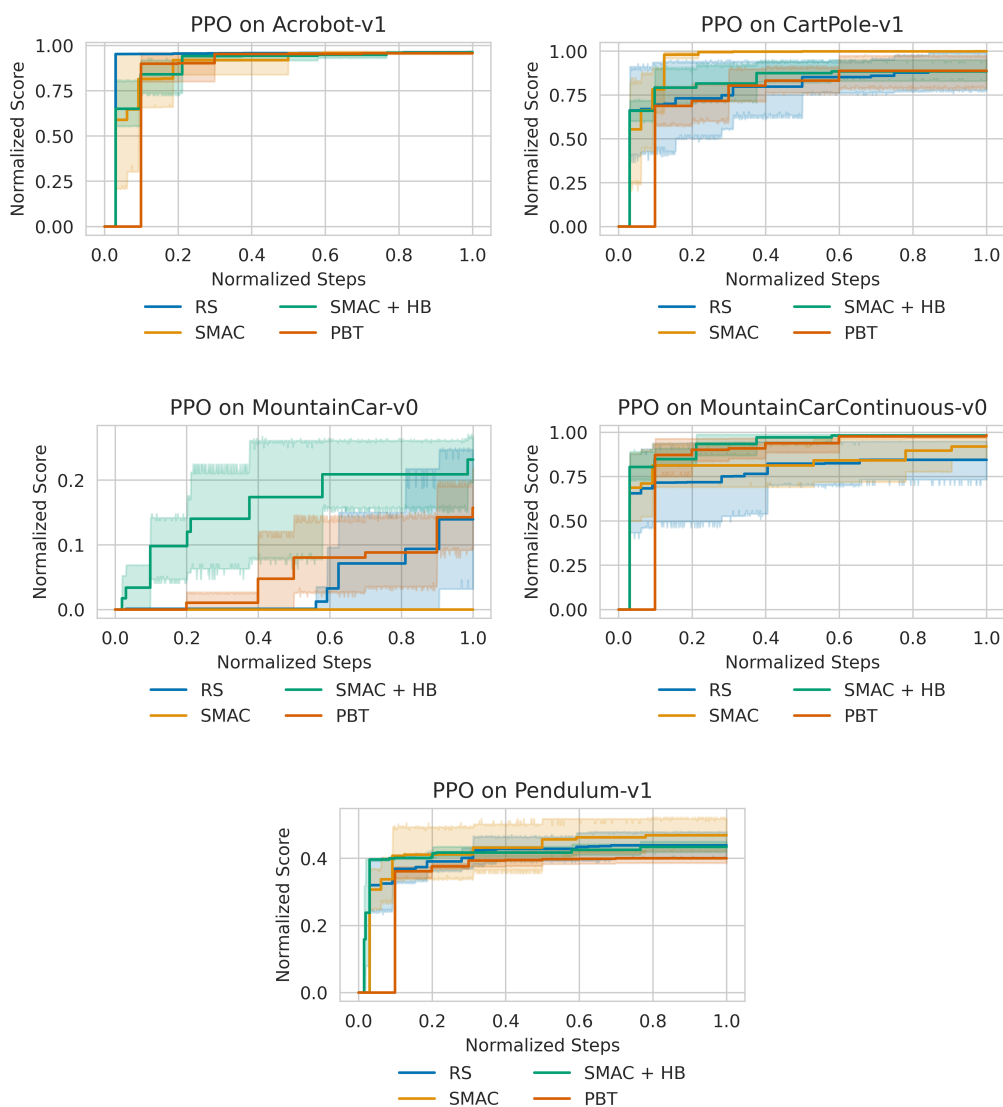 PPO on Acrobot-v1
Normalized Score
1.00
0.75
0.50
0.25
0.00
0.0 0.2 0.4 0.6 0.8 1.0
Normalized Steps
RS SMAC + HB
SMAC PBT
PPO on CartPole-v1
Normalized Score
1.00
0.75
0.50
0.25
0.00
0.0 0.2 0.4 0.6 0.8 1.0
Normalized Steps
RS SMAC + HB
SMAC PBT
PPO on MountainCar-v0
Normalized Score
0.2
0.1
0.0
0.0 0.2 0.4 0.6 0.8 1.0
Normalized Steps
RS SMAC + HB
SMAC PBT
PPO on MountainCarContinuous-v0
Normalized Score
1.00
0.75
0.50
0.25
0.00
0.0 0.2 0.4 0.6 0.8 1.0
Normalized Steps
RS SMAC + HB
SMAC PBT
PPO on Pendulum-v1
Normalized Score
0.4
0.2
0.0
0.0 0.2 0.4 0.6 0.8 1.0
Normalized Steps
RS SMAC + HB
SMAC PBT